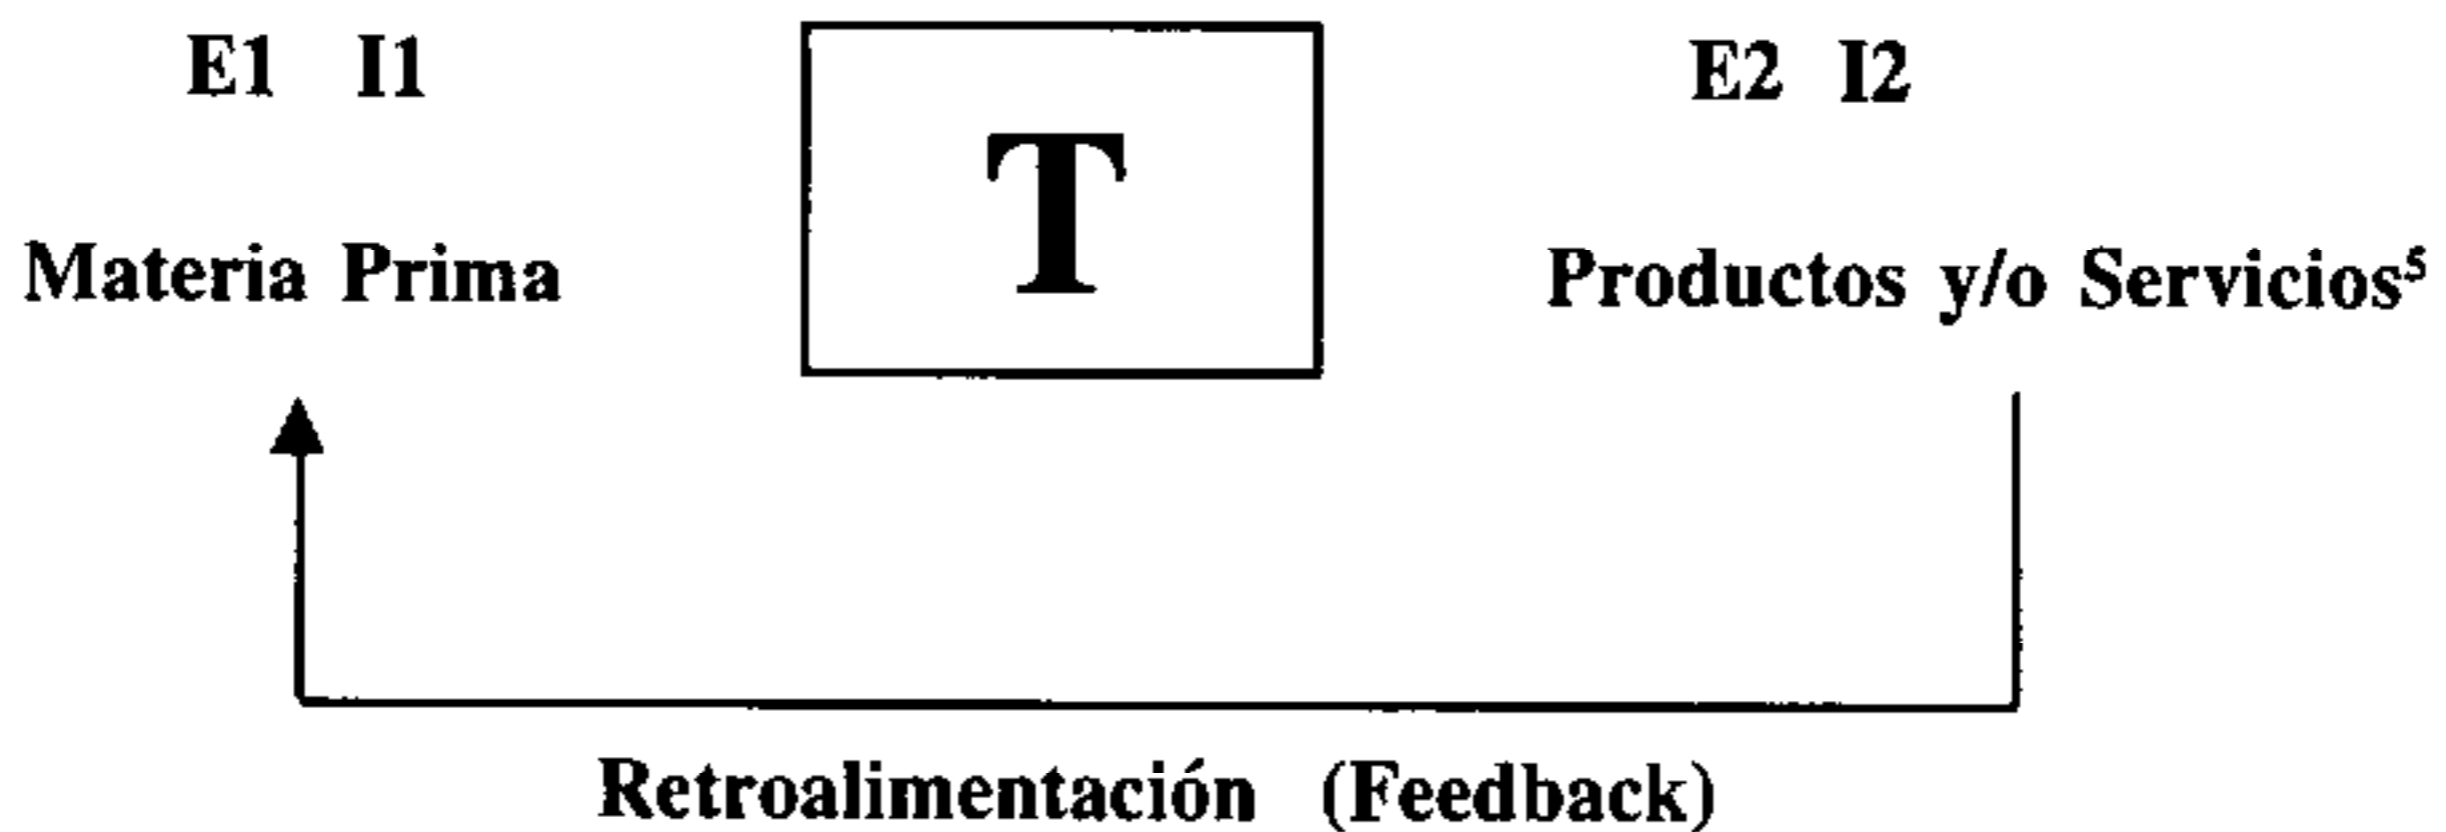 E1 I1
T
E2 I2
Materia Prima
Productos y/o Servicios⁵
Retroalimentación (Feedback)